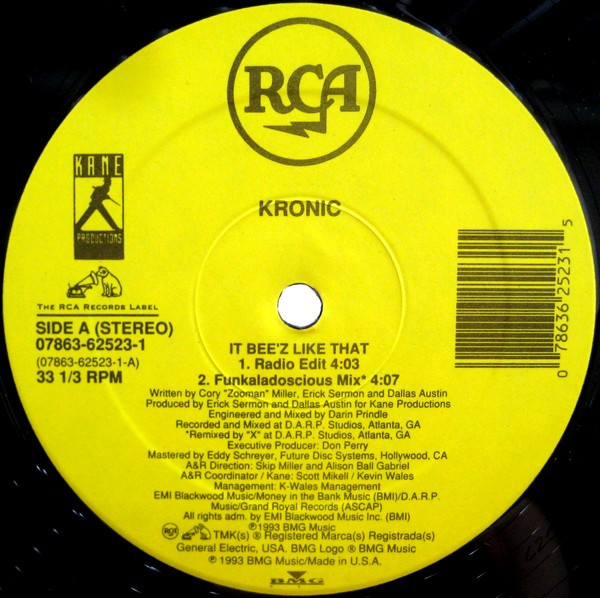 RCA
KANE
PRODUCTIONS
KRONIC
THE RCA RECORDS LABEL
SIDE A (STEREO)
07863-62523-1
(07863-62523-1-A)
33 1/3 RPM
0 78636 25231 5
IT BEE'Z LIKE THAT
1. Radio Edit 4:03
2. Funkaladoscious Mix* 4:07
Written by Cory "Zooman" Miller, Erick Sermon and Dallas Austin
Produced by Erick Sermon and Dallas Austin for Kane Productions
Engineered and Mixed by Darin Prindle
Recorded and Mixed at D.A.R.P. Studios, Atlanta, GA
*Remixed by "X" at D.A.R.P. Studios, Atlanta, GA
Executive Producer: Don Perry
Mastered by Eddy Schreyer, Future Disc Systems, Hollywood, CA
A&R Direction: Skip Miller and Alison Ball Gabriel
A&R Coordinator / Kane: Scott Mikell / Kevin Wales
Management: K-Wales Management
EMI Blackwood Music/Money in the Bank Music (BMI)/D.A.R.P.
Music/Grand Royal Records (ASCAP)
All rights adm. by EMI Blackwood Music Inc. (BMI)
℗1993 BMG Music
RCA TMK(s) ® Registered Marca(s) Registrada(s)
General Electric, USA. BMG Logo ® BMG Music
℗ 1993 BMG Music/Made in U.S.A.
BMG